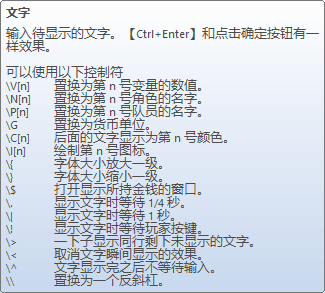 文字
输入待显示的文字。【Ctrl+Enter】和点击确定按钮有一
样效果。
可以使用以下控制符
\V[n] 置换为第 n 号变量的数值。
\N[n] 置换为第 n 号角色的名字。
\P[n] 置换为第 n 号队员的名字。
\G 置换为货币单位。
\C[n] 后面的文字显示为第 n 号颜色。
\I[n] 绘制第 n 号图标。
\{ 字体大小放大一级。
\} 字体大小缩小一级。
\$ 打开显示所持金钱的窗口。
\. 显示文字时等待 1/4 秒。
\| 显示文字时等待 1 秒。
\! 显示文字时等待玩家按键。
\> 一下子显示同行剩下未显示的文字。
\< 取消文字瞬间显示的效果。
\^ 文字显示完之后不等待输入。
\\ 置换为一个反斜杠。